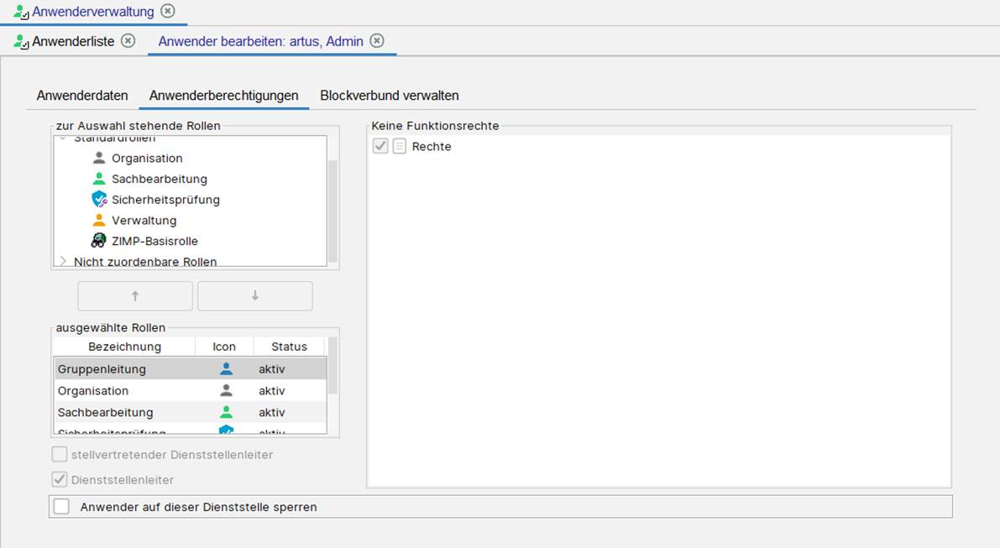 Anwenderverwaltung
Anwenderliste Anwender bearbeiten: artus, Admin
Anwenderdaten Anwenderberechtigungen Blockverbund verwalten
zur Auswahl stehende Rollen
Standardrollen
Organisation
Sachbearbeitung
Sicherheitsprüfung
Verwaltung
ZIMP-Basisrolle
Nicht zuordenbare Rollen
ausgewählte Rollen
Bezeichnung Icon Status
Gruppenleitung aktiv
Organisation aktiv
Sachbearbeitung aktiv
Sicherheitsprüfung aktiv
stellvertretender Dienststellenleiter
Dienststellenleiter
Anwender auf dieser Dienststelle sperren
Keine Funktionsrechte
Rechte